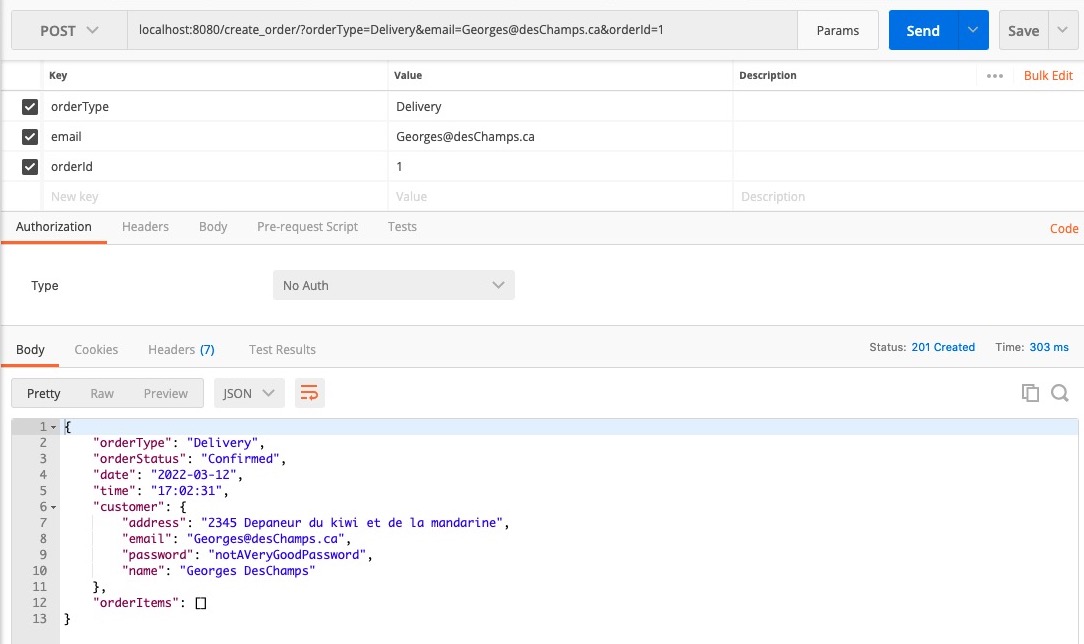 POST localhost:8080/create_order/?orderType=Delivery&email=Georges@desChamps.ca&orderId=1 Params Send Save
Key Value Description ••• Bulk Edit
orderType Delivery
email Georges@desChamps.ca
orderId 1
New key Value Description
Authorization Headers Body Pre-request Script Tests Code
Type No Auth
Body Cookies Headers (7) Test Results Status: 201 Created Time: 303 ms
Pretty Raw Preview JSON
1 {
2 "orderType": "Delivery",
3 "orderStatus": "Confirmed",
4 "date": "2022-03-12",
5 "time": "17:02:31",
6 "customer": {
7 "address": "2345 Depaneur du kiwi et de la mandarine",
8 "email": "Georges@desChamps.ca",
9 "password": "notAVeryGoodPassword",
10 "name": "Georges DesChamps"
11 },
12 "orderItems": []
13 }